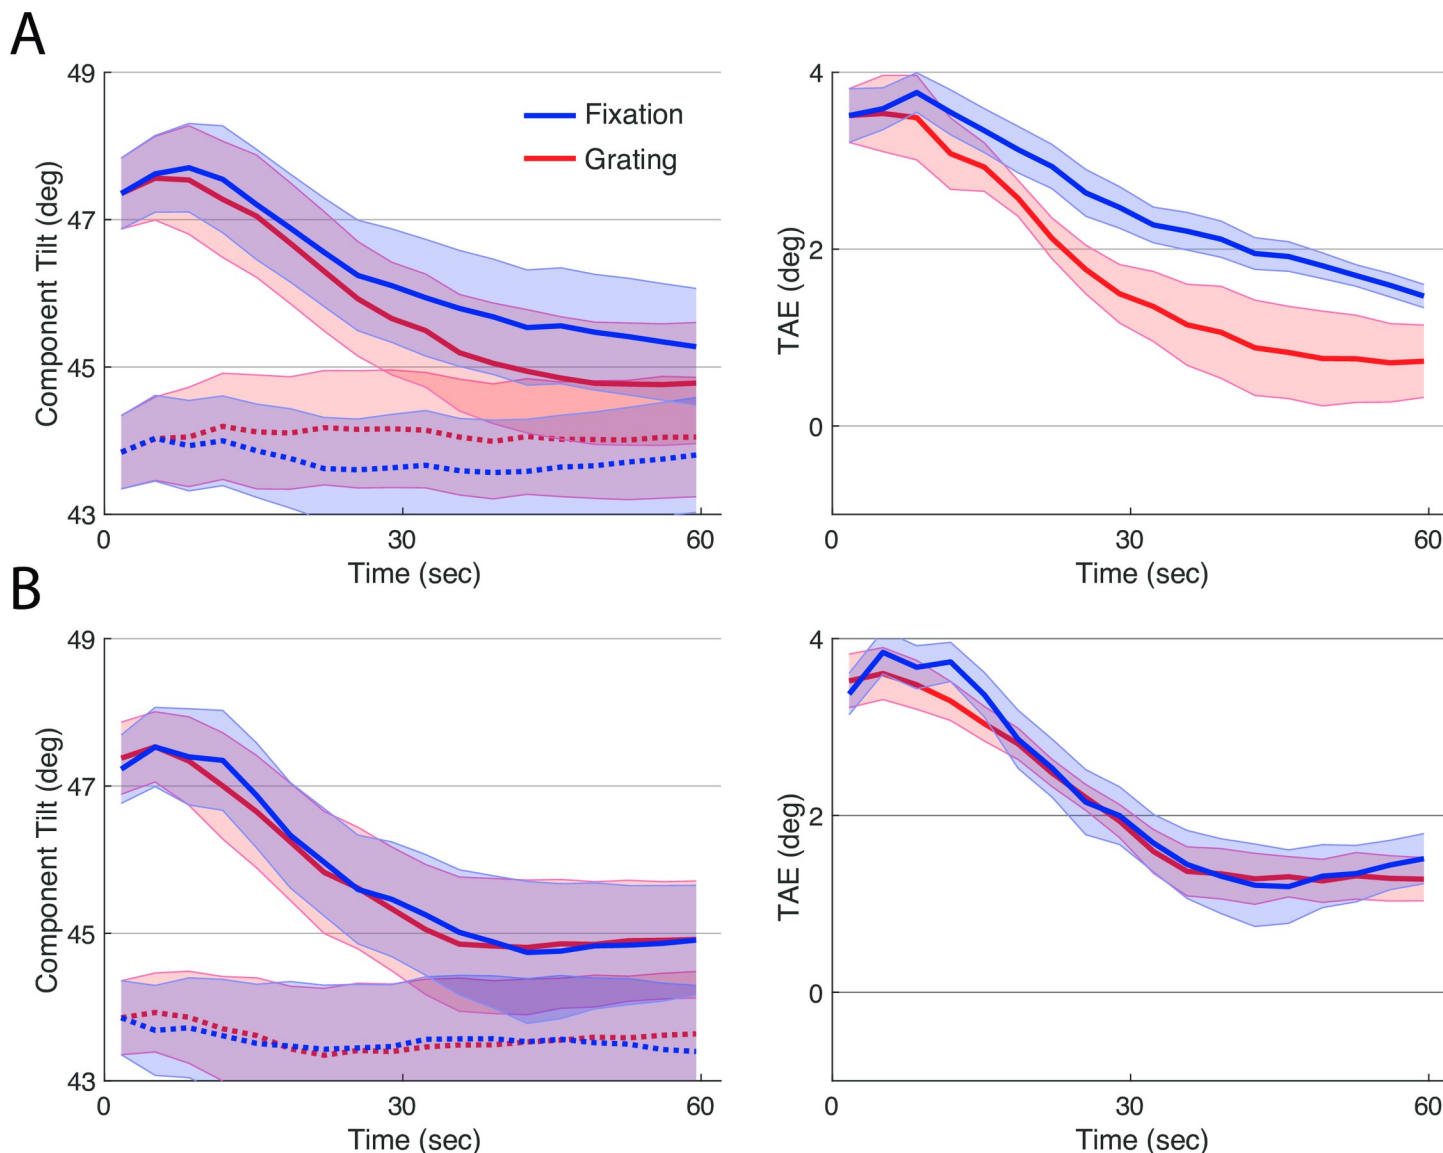 A
49
47
45
43
Component Tilt (deg)
Fixation
Grating
0
30
60
Time (sec)
4
2
0
TAE (deg)
0
30
60
Time (sec)
B
49
47
45
43
Component Tilt (deg)
0
30
60
Time (sec)
4
2
0
TAE (deg)
0
30
60
Time (sec)